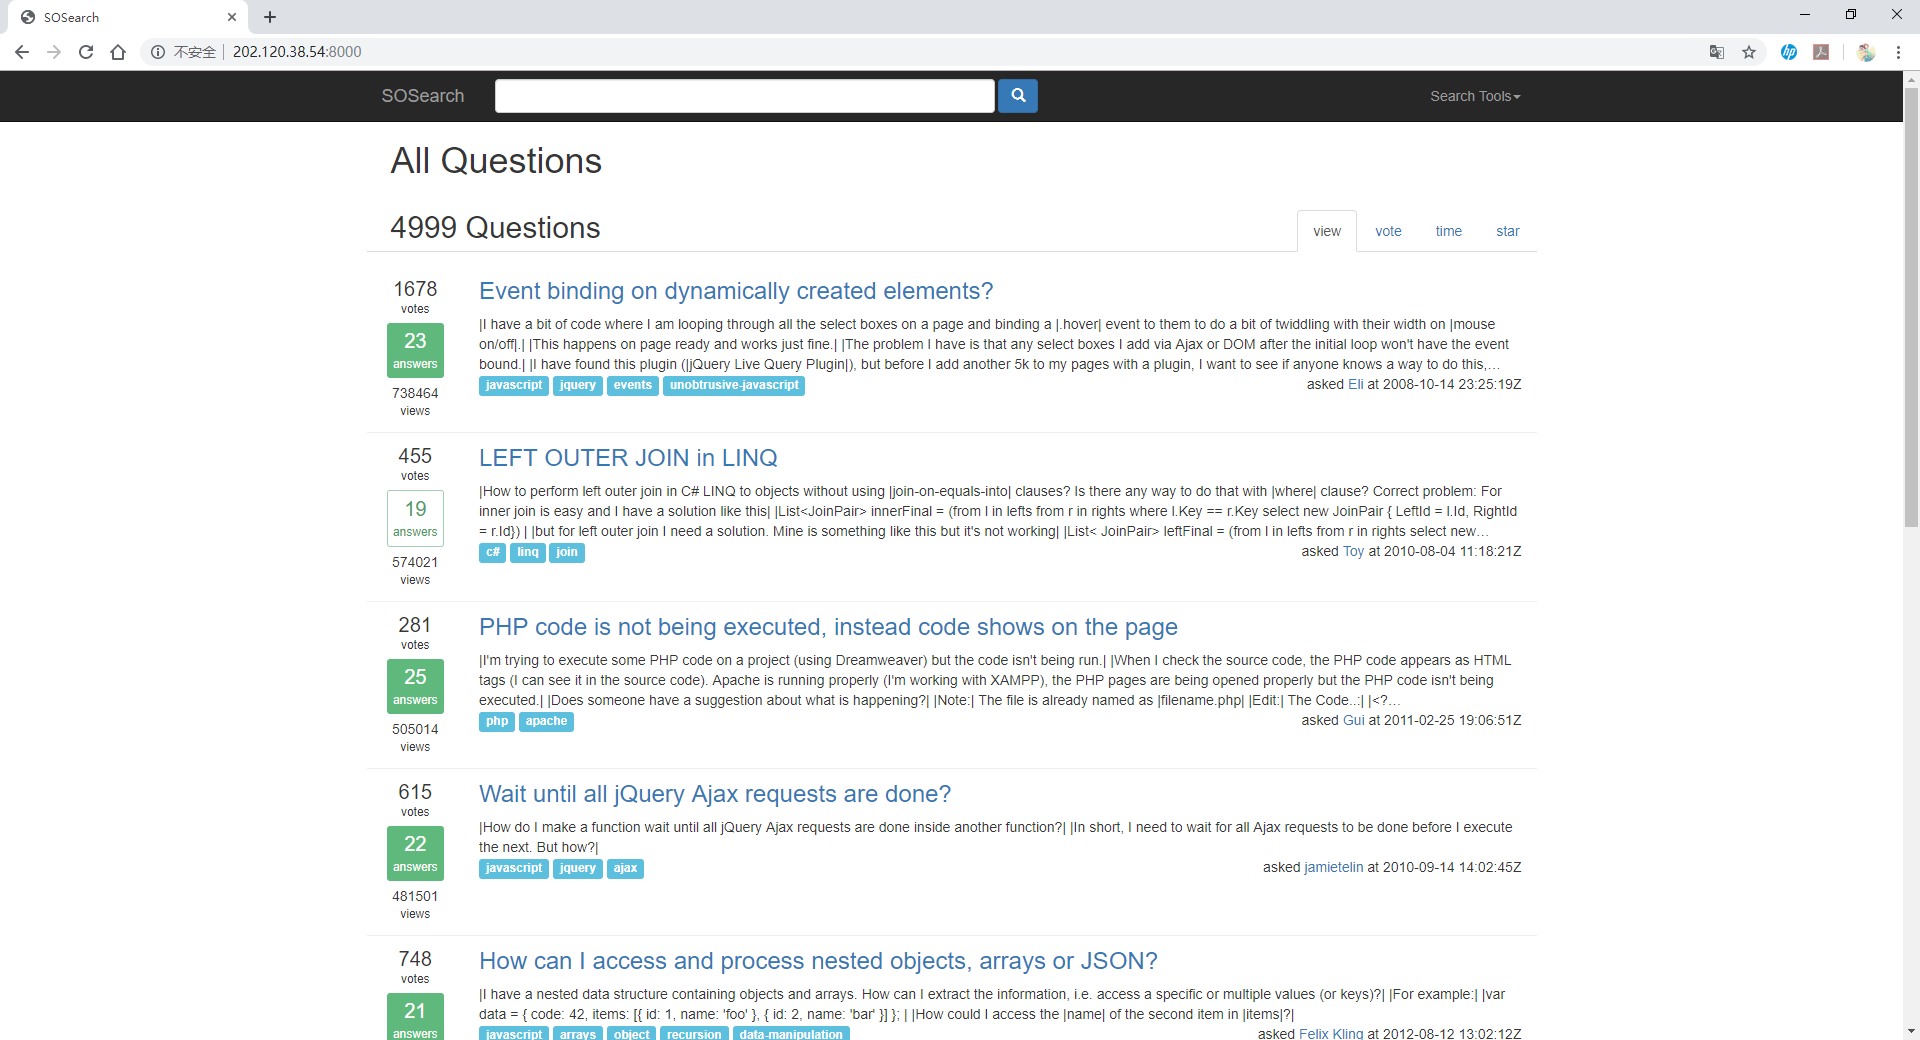 SOSearch
不安全 202.120.38.54:8000
SOSearch
Search Tools
All Questions
4999 Questions
view vote time star
1678
votes
23
answers
738464
views
Event binding on dynamically created elements?
|I have a bit of code where I am looping through all the select boxes on a page and binding a |.hover| event to them to do a bit of twiddling with their width on |mouse
on/off|.| |This happens on page ready and works just fine.| |The problem I have is that any select boxes I add via Ajax or DOM after the initial loop won't have the event
bound.| |I have found this plugin (|jQuery Live Query Plugin|), but before I add another 5k to my pages with a plugin, I want to see if anyone knows a way to do this,...
javascript jquery events unobtrusive-javascript
asked Eli at 2008-10-14 23:25:19Z
455
votes
19
answers
574021
views
LEFT OUTER JOIN in LINQ
|How to perform left outer join in C# LINQ to objects without using |join-on-equals-into| clauses? Is there any way to do that with |where| clause? Correct problem: For
inner join is easy and I have a solution like this| |List<JoinPair> innerFinal = (from l in lefts from r in rights where l.Key == r.Key select new JoinPair { LeftId = l.Id, RightId
= r.Id}) | |but for left outer join I need a solution. Mine is something like this but it's not working| |List< JoinPair> leftFinal = (from l in lefts from r in rights select new...
c# linq join
asked Toy at 2010-08-04 11:18:21Z
281
votes
25
answers
505014
views
PHP code is not being executed, instead code shows on the page
|I'm trying to execute some PHP code on a project (using Dreamweaver) but the code isn't being run.| |When I check the source code, the PHP code appears as HTML
tags (I can see it in the source code). Apache is running properly (I'm working with XAMPP), the PHP pages are being opened properly but the PHP code isn't being
executed.| |Does someone have a suggestion about what is happening?| |Note:| The file is already named as |filename.php| |Edit:| The Code..:| |<?...
php apache
asked Gui at 2011-02-25 19:06:51Z
615
votes
22
answers
481501
views
Wait until all jQuery Ajax requests are done?
|How do I make a function wait until all jQuery Ajax requests are done inside another function?| |In short, I need to wait for all Ajax requests to be done before I execute
the next. But how?|
javascript jquery ajax
asked jamietelin at 2010-09-14 14:02:45Z
748
votes
21
answers
How can I access and process nested objects, arrays or JSON?
|I have a nested data structure containing objects and arrays. How can I extract the information, i.e. access a specific or multiple values (or keys)?| |For example:| |var
data = { code: 42, items: [{ id: 1, name: 'foo' }, { id: 2, name: 'bar' }] }; | |How could I access the |name| of the second item in |items|?|
javascript arrays object recursion data-manipulation
asked Felix Kling at 2012-08-12 13:02:12Z